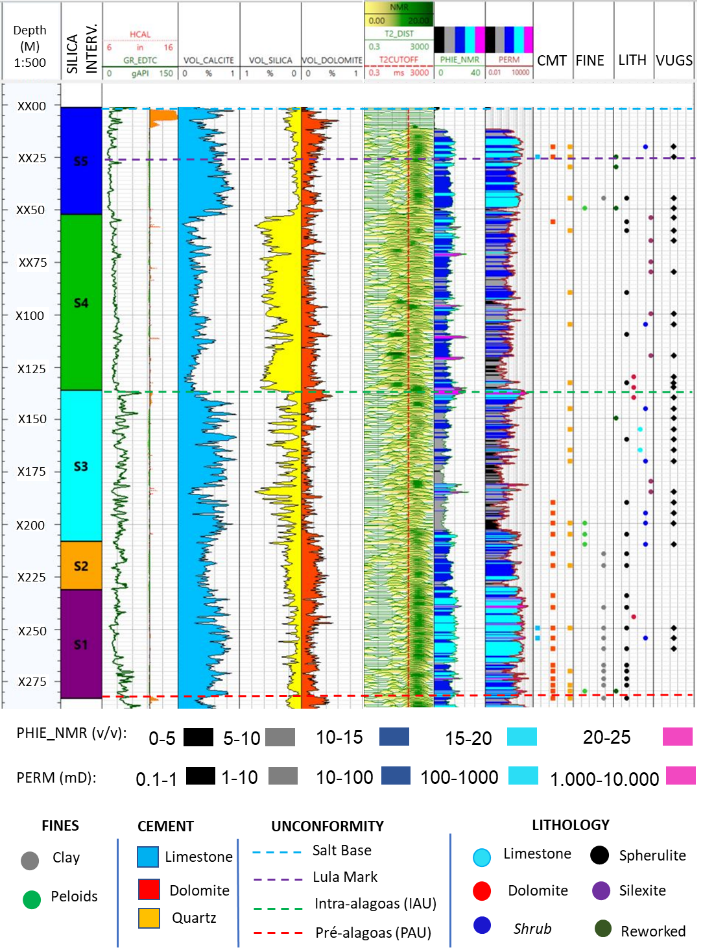 Depth
(M)
1:500
SILICA
INTERV.
HCAL
6 in 16
GR_EDTC
0 gAPI 150
VOL_CALCITE
0 % 1
VOL_SILICA
1 % 0
VOL_DOLOMITE
0 % 1
NMR
0.00 20.00
T2_DIST
0.3 3000
T2CUTOFF
0.3 ms 3000
PHIE_NMR
0 40
PERM
0.01 10000
CMT
FINE
LITH
VUGS
XX00
XX25
XX50
XX75
X100
X125
X150
X175
X200
X225
X250
X275
S5
S4
S3
S2
S1
PHIE_NMR (v/v): 0-5 5-10 10-15 15-20 20-25
PERM (mD): 0.1-1 1-10 10-100 100-1000 1.000-10.000
FINES
Clay
Peloids
CEMENT
Limestone
Dolomite
Quartz
UNCONFORMITY
Salt Base
Lula Mark
Intra-alagoas (IAU)
Pré-alagoas (PAU)
LITHOLOGY
Limestone
Dolomite
Shrub
Spherulite
Silexite
Reworked